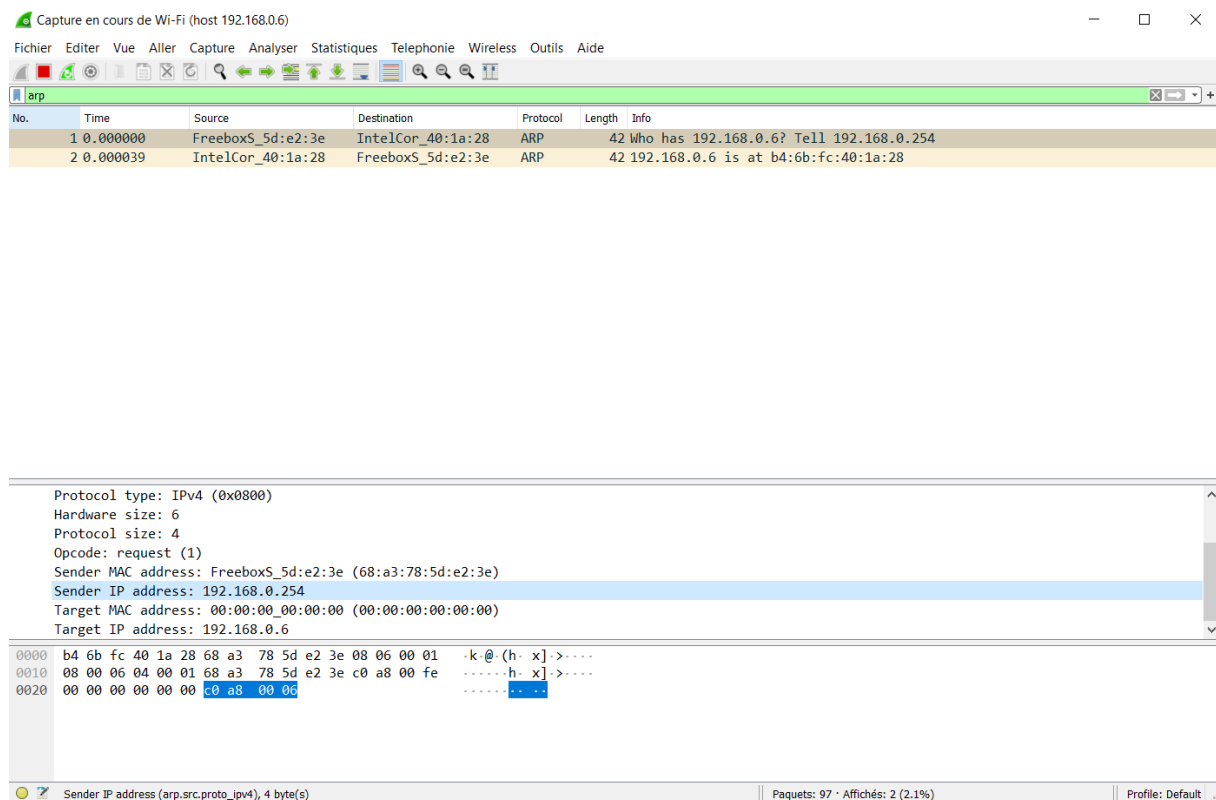 Capture en cours de Wi-Fi (host 192.168.0.6)
Fichier Editer Vue Aller Capture Analyser Statistiques Telephonie Wireless Outils Aide
arp
No. Time Source Destination Protocol Length Info
1 0.000000 FreeboxS_5d:e2:3e IntelCor_40:1a:28 ARP 42 Who has 192.168.0.6? Tell 192.168.0.254
2 0.000039 IntelCor_40:1a:28 FreeboxS_5d:e2:3e ARP 42 192.168.0.6 is at b4:6b:fc:40:1a:28
Protocol type: IPv4 (0x0800)
Hardware size: 6
Protocol size: 4
Opcode: request (1)
Sender MAC address: FreeboxS_5d:e2:3e (68:a3:78:5d:e2:3e)
Sender IP address: 192.168.0.254
Target MAC address: 00:00:00_00:00:00 (00:00:00:00:00:00)
Target IP address: 192.168.0.6
0000 b4 6b fc 40 1a 28 68 a3 78 5d e2 3e 08 06 00 01 ·k·@·(h· x]·>····
0010 08 00 06 04 00 01 68 a3 78 5d e2 3e c0 a8 00 fe ······h· x]·>····
0020 00 00 00 00 00 00 c0 a8 00 06 ········ ··
Sender IP address (arp.src.proto_ipv4), 4 byte(s) Paquets: 97 · Affichés: 2 (2.1%) Profile: Default